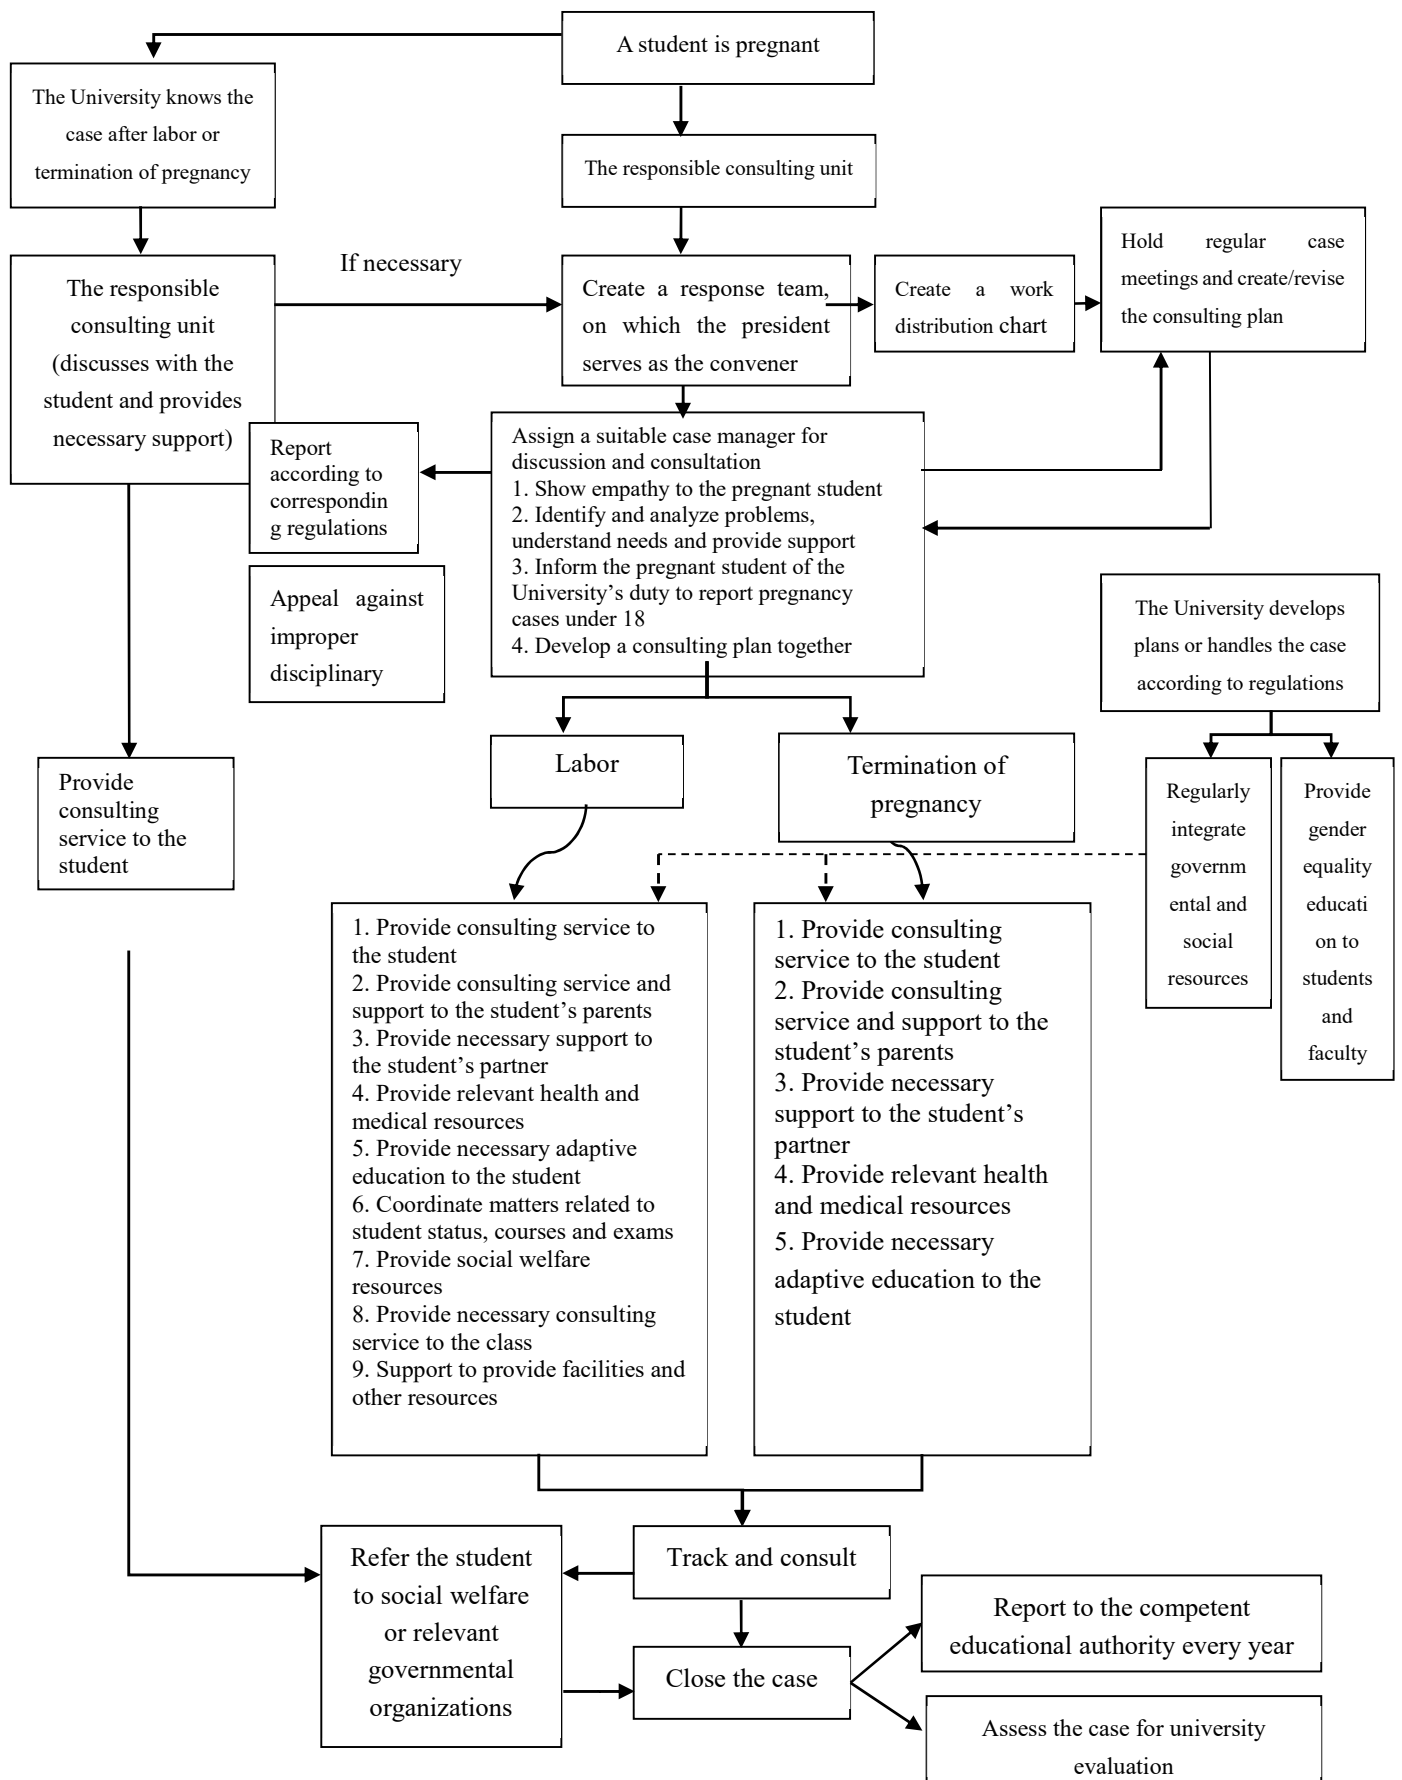 A student is pregnant
The University knows the
case after labor or
termination of pregnancy
The responsible consulting unit
The responsible
consulting unit
(discusses with the
student and provides
necessary support)
If necessary
Create a response team,
on which the president
serves as the convener
Create a work
distribution chart
Hold regular case
meetings and create/revise
the consulting plan
Report
according to
correspondin
g regulations
Assign a suitable case manager for
discussion and consultation
1. Show empathy to the pregnant student
2. Identify and analyze problems,
understand needs and provide support
3. Inform the pregnant student of the
University’s duty to report pregnancy
cases under 18
4. Develop a consulting plan together
Appeal against
improper
disciplinary
The University develops
plans or handles the case
according to regulations
Labor
Termination of
pregnancy
Provide
consulting
service to the
student
Regularly
integrate
governm
ental and
social
resources
Provide
gender
equality
educati
on to
students
and
faculty
1. Provide consulting service to
the student
2. Provide consulting service and
support to the student’s parents
3. Provide necessary support to
the student’s partner
4. Provide relevant health and
medical resources
5. Provide necessary adaptive
education to the student
6. Coordinate matters related to
student status, courses and exams
7. Provide social welfare
resources
8. Provide necessary consulting
service to the class
9. Support to provide facilities and
other resources
1. Provide consulting
service to the student
2. Provide consulting
service and support to the
student’s parents
3. Provide necessary
support to the student’s
partner
4. Provide relevant health
and medical resources
5. Provide necessary
adaptive education to the
student
Refer the student
to social welfare
or relevant
governmental
organizations
Track and consult
Close the case
Report to the competent
educational authority every year
Assess the case for university
evaluation